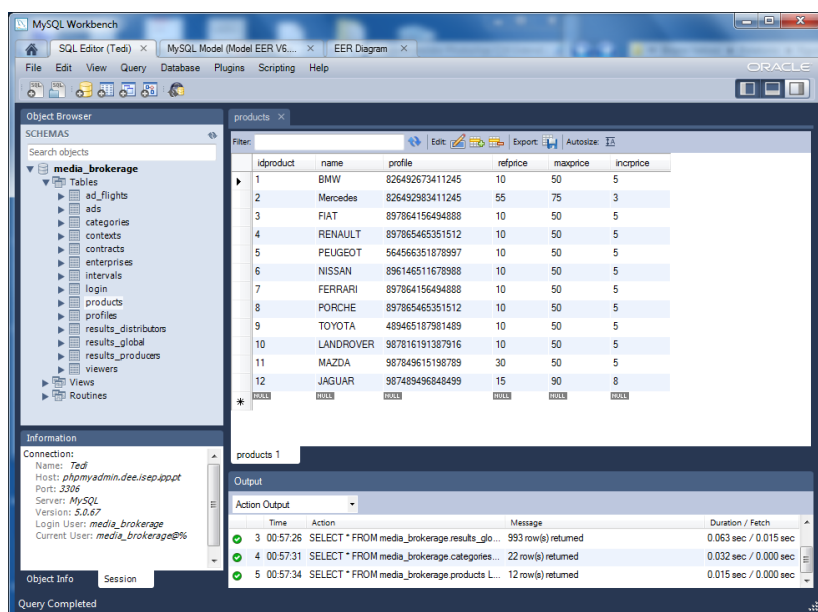 MySQL Workbench
SQL Editor (Tedi) × MySQL Model (Model EER V6.... × EER Diagram ×
File Edit View Query Database Plugins Scripting Help
ORACLE
Object Browser
SCHEMAS
Search objects
media_brokerage
Tables
ad_flights
ads
categories
contexts
contracts
enterprises
intervals
login
products
profiles
results_distributors
results_global
results_producers
viewers
Views
Routines
Information
Connection:
Name: Tedi
Host: phpmyadmin.dee.isep.ipp.pt
Port: 3306
Server: MySQL
Version: 5.0.67
Login User: media_brokerage
Current User: media_brokerage@%
Object Info Session
products ×
Filter: Edit: Export: Autosize:
idproduct name profile refprice maxprice incrprice
1 BMW 826492673411245 10 50 5
2 Mercedes 826492983411245 55 75 3
3 FIAT 897864156494888 10 50 5
4 RENAULT 897865465351512 10 50 5
5 PEUGEOT 564566351878997 10 50 5
6 NISSAN 896146511678988 10 50 5
7 FERRARI 897864156494888 10 50 5
8 PORCHE 897865465351512 10 50 5
9 TOYOTA 489465187981489 10 50 5
10 LANDROVER 987816191387916 10 50 5
11 MAZDA 987849615198789 30 50 5
12 JAGUAR 987489496848499 15 90 8
* NULL NULL NULL NULL NULL NULL
products 1
Output
Action Output
Time Action Message Duration / Fetch
3 00:57:26 SELECT * FROM media_brokerage.results_glo... 993 row(s) returned 0.063 sec / 0.015 sec
4 00:57:31 SELECT * FROM media_brokerage.categories... 22 row(s) returned 0.032 sec / 0.000 sec
5 00:57:34 SELECT * FROM media_brokerage.products L... 12 row(s) returned 0.015 sec / 0.000 sec
Query Completed